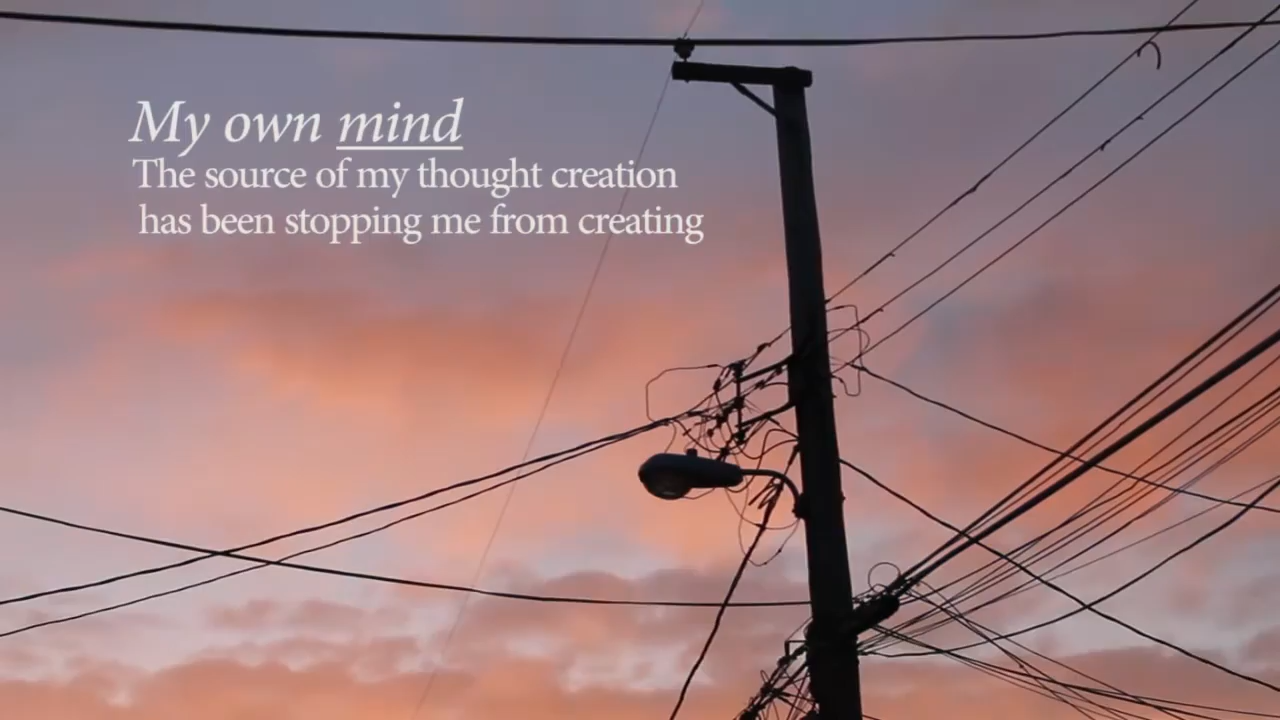 My own mind
The source of my thought creation
has been stopping me from creating